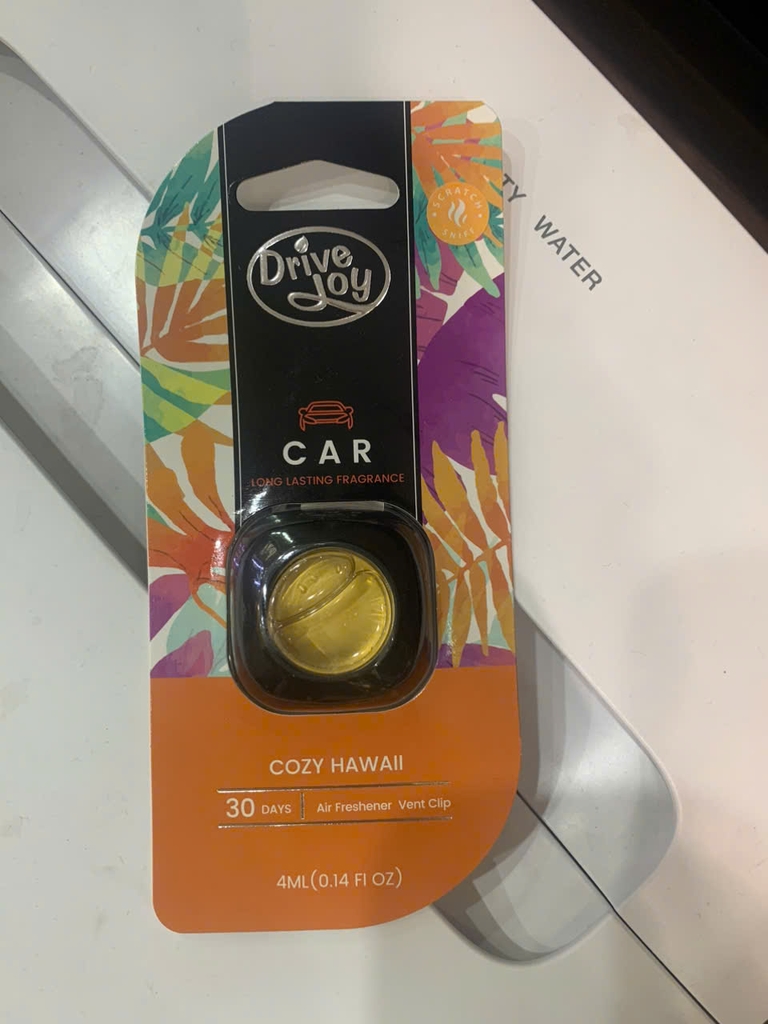 SCRATCH
SNIFF
TY WATER
Drive
Joy
CAR
LONG LASTING FRAGRANCE
COZY HAWAII
30 DAYS
Air Freshener Vent Clip
4ML(0.14 Fl OZ)